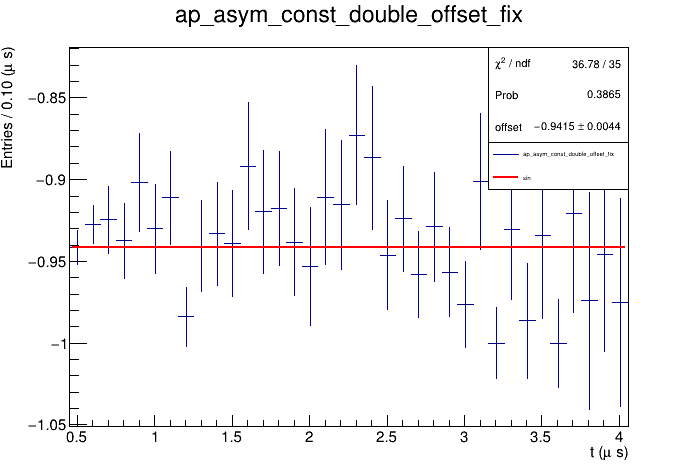 ap_asym_const_double_offset_fix
Entries / 0.10 (μ s)
χ² / ndf 36.78 / 35
Prob 0.3865
offset −0.9415 ± 0.0044
ap_asym_const_double_offset_fix
sin
−0.85
−0.9
−0.95
−1
−1.05
0.5 1 1.5 2 2.5 3 3.5 4
t (μ s)